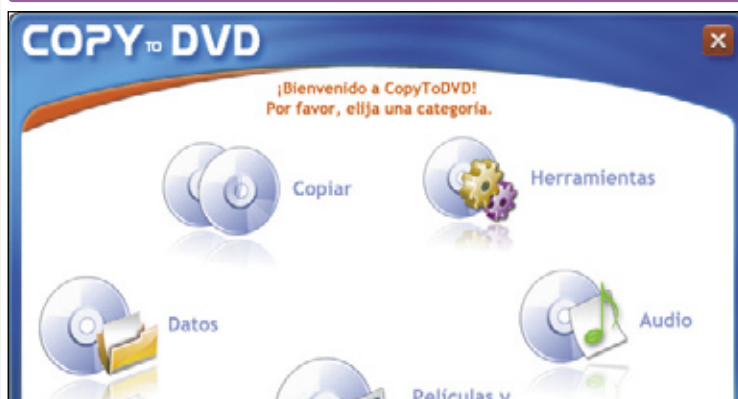 COPY TO DVD
¡Bienvenido a CopyToDVD!
Por favor, elija una categoría.
Copiar
Herramientas
Datos
Audio
Películas y